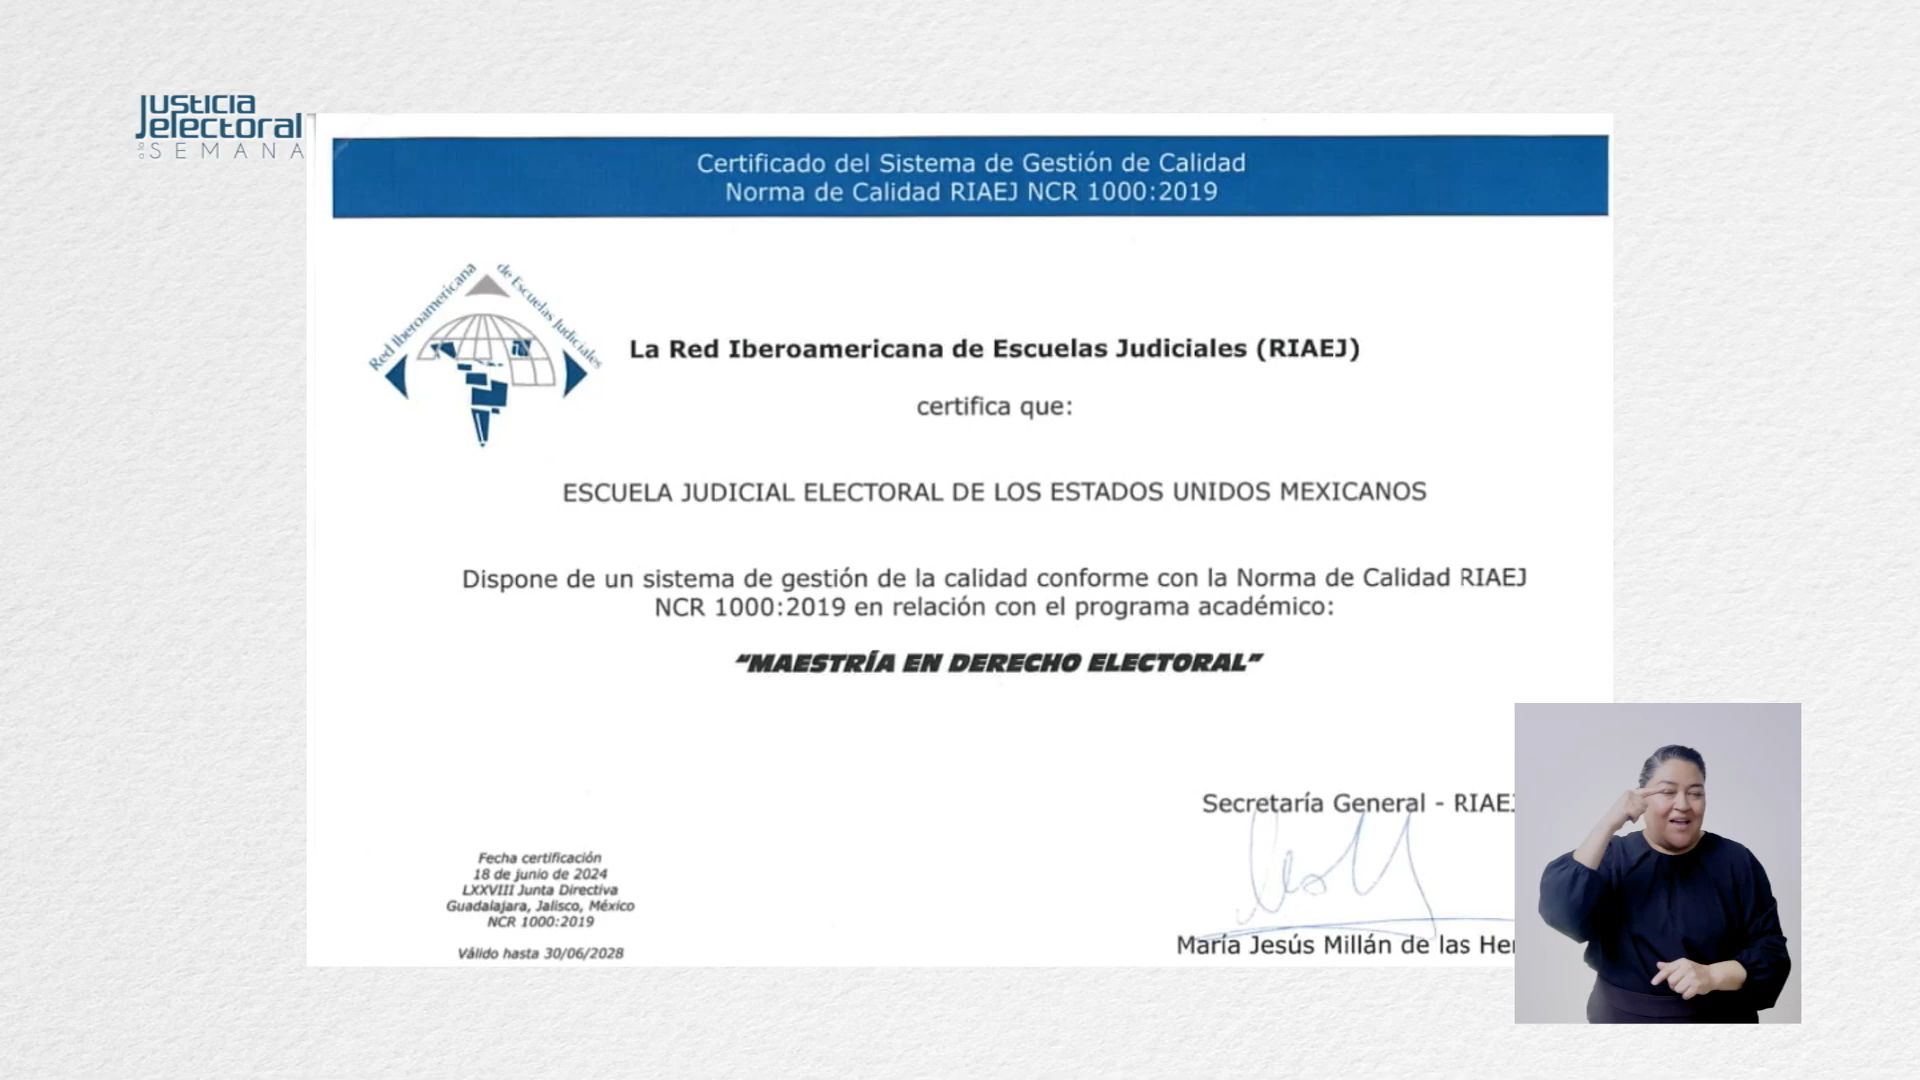 Justicia
electoral
a la SEMANA
Certificado del Sistema de Gestión de Calidad
Norma de Calidad RIAEJ NCR 1000:2019
Red Iberoamericana de Escuelas Judiciales
La Red Iberoamericana de Escuelas Judiciales (RIAEJ)
certifica que:
ESCUELA JUDICIAL ELECTORAL DE LOS ESTADOS UNIDOS MEXICANOS
Dispone de un sistema de gestión de la calidad conforme con la Norma de Calidad RIAEJ
NCR 1000:2019 en relación con el programa académico:
“MAESTRÍA EN DERECHO ELECTORAL”
Secretaría General - RIAEJ
María Jesús Millán de las
Fecha certificación
18 de junio de 2024
LXXVIII Junta Directiva
Guadalajara, Jalisco, México
NCR 1000:2019
Válido hasta 30/06/2028